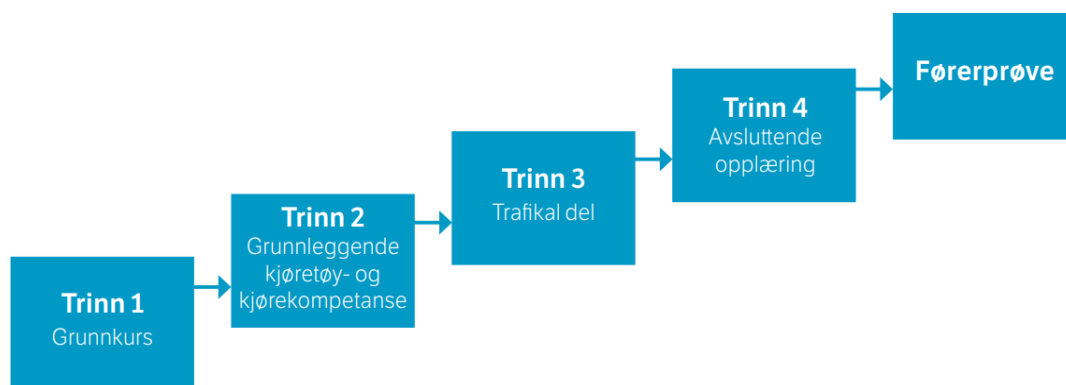 Trinn 1
Grunnkurs
Trinn 2
Grunnleggende
kjøretøy- og
kjørekompetanse
Trinn 3
Trafikal del
Trinn 4
Avsluttende
opplæring
Førerprøve